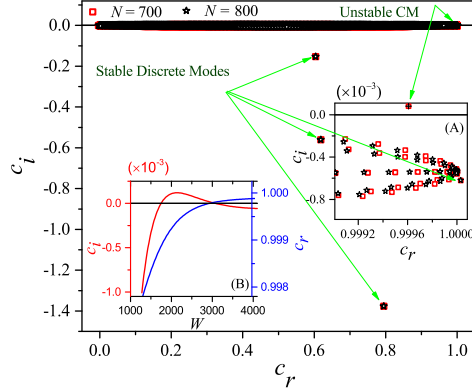 N = 700 N = 800 Unstable CM
0.0
-0.2
-0.4
-0.6
-0.8
-1.0
-1.2
-1.4
c_i
Stable Discrete Modes
(×10⁻³)
(A)
0.0
-0.4
-0.8
c_i
0.9992 0.9996 1.0000
c_r
(×10⁻³)
0.0
-0.5
-1.0
c_i
1.000
0.999
0.998
c_r
(B)
1000 2000 3000 4000
W
0.0 0.2 0.4 0.6 0.8 1.0
c_r